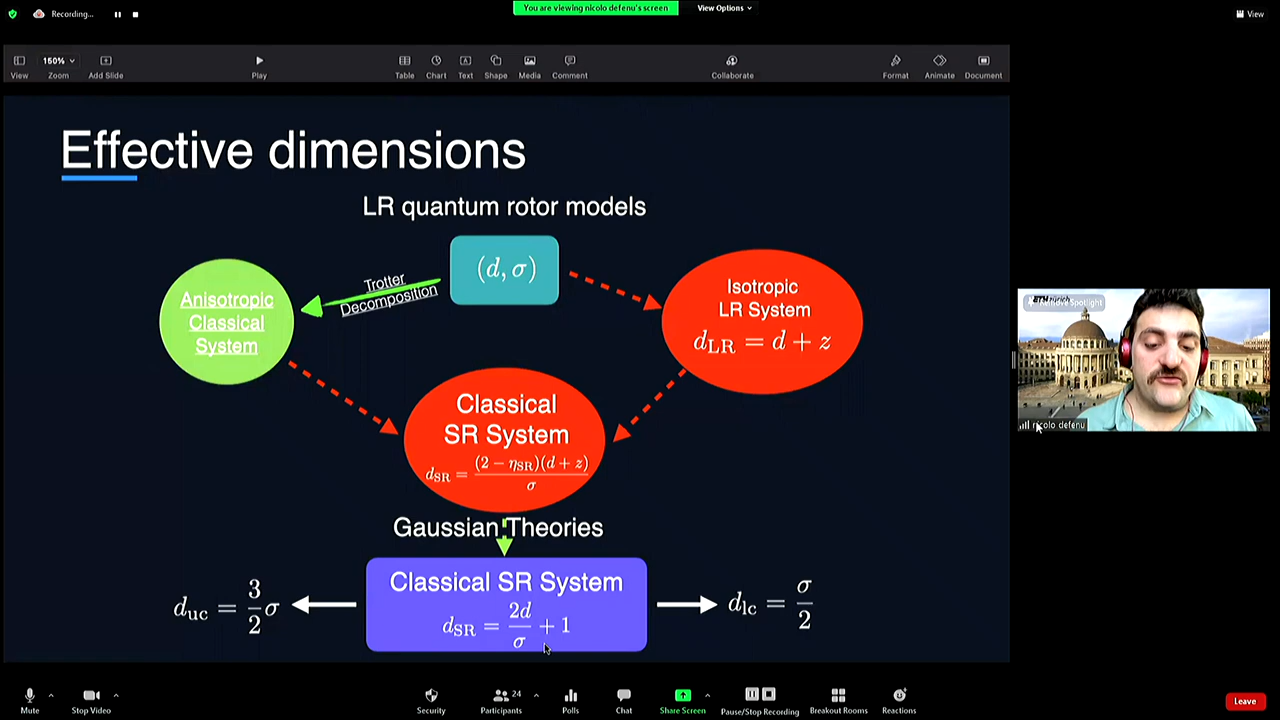 Recording...
You are viewing nicolo defenu's screen
View Options
View
150%
View
Zoom
Add Slide
Play
Table
Chart
Text
Shape
Media
Comment
Collaborate
Format
Animate
Document
Effective dimensions
LR quantum rotor models
(d, σ)
Trotter
Decomposition
Anisotropic
Classical
System
Isotropic
LR System
d_LR = d + z
Classical
SR System
d_SR = (2 − η_SR)(d + z) / σ
Gaussian Theories
Classical SR System
d_SR = 2d/σ + 1
d_uc = 3/2 σ
d_lc = σ/2
Remove Spotlight
nicolo defenu
Mute
Stop Video
Security
Participants
24
Polls
Chat
Share Screen
Pause/Stop Recording
Breakout Rooms
Reactions
Leave